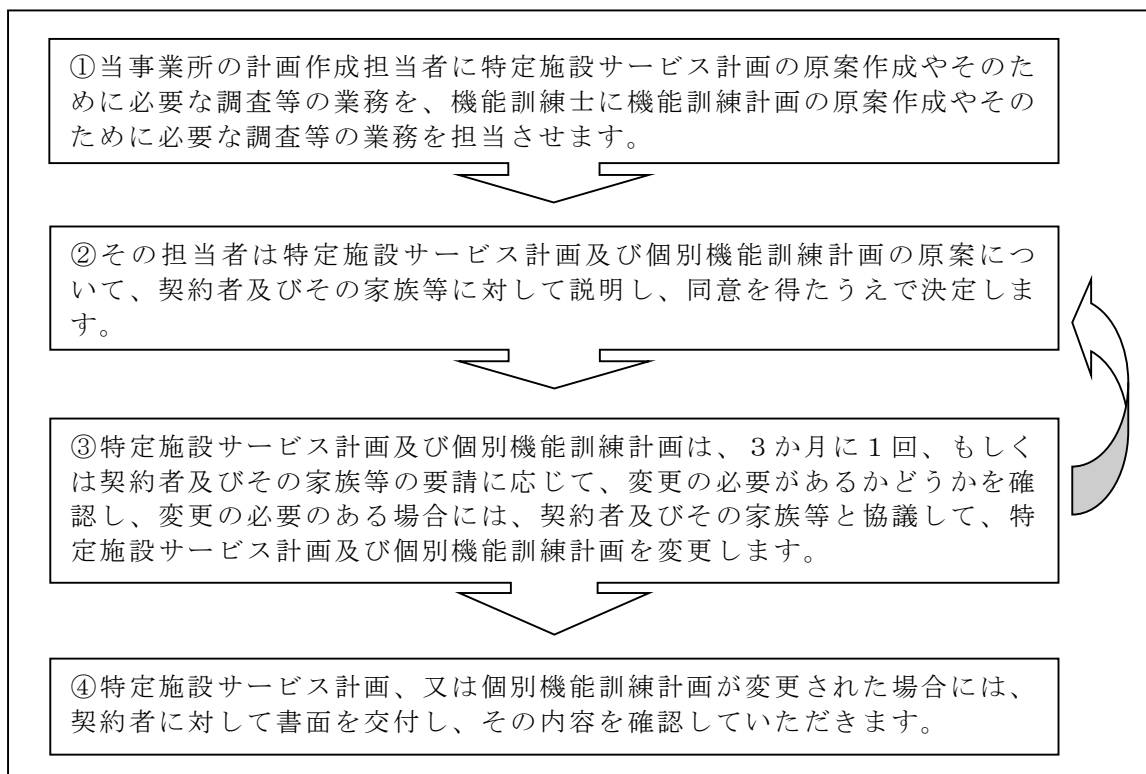 ①当事業所の計画作成担当者に特定施設サービス計画の原案作成やそのた
めに必要な調査等の業務を、機能訓練士に機能訓練計画の原案作成やその
ために必要な調査等の業務を担当させます。
②その担当者は特定施設サービス計画及び個別機能訓練計画の原案につ
いて、契約者及びその家族等に対して説明し、同意を得たうえで決定しま
す。
③特定施設サービス計画及び個別機能訓練計画は、３か月に１回、もしく
は契約者及びその家族等の要請に応じて、変更の必要があるかどうかを確
認し、変更の必要のある場合には、契約者及びその家族等と協議して、特
定施設サービス計画及び個別機能訓練計画を変更します。
④特定施設サービス計画、又は個別機能訓練計画が変更された場合には、
契約者に対して書面を交付し、その内容を確認していただきます。